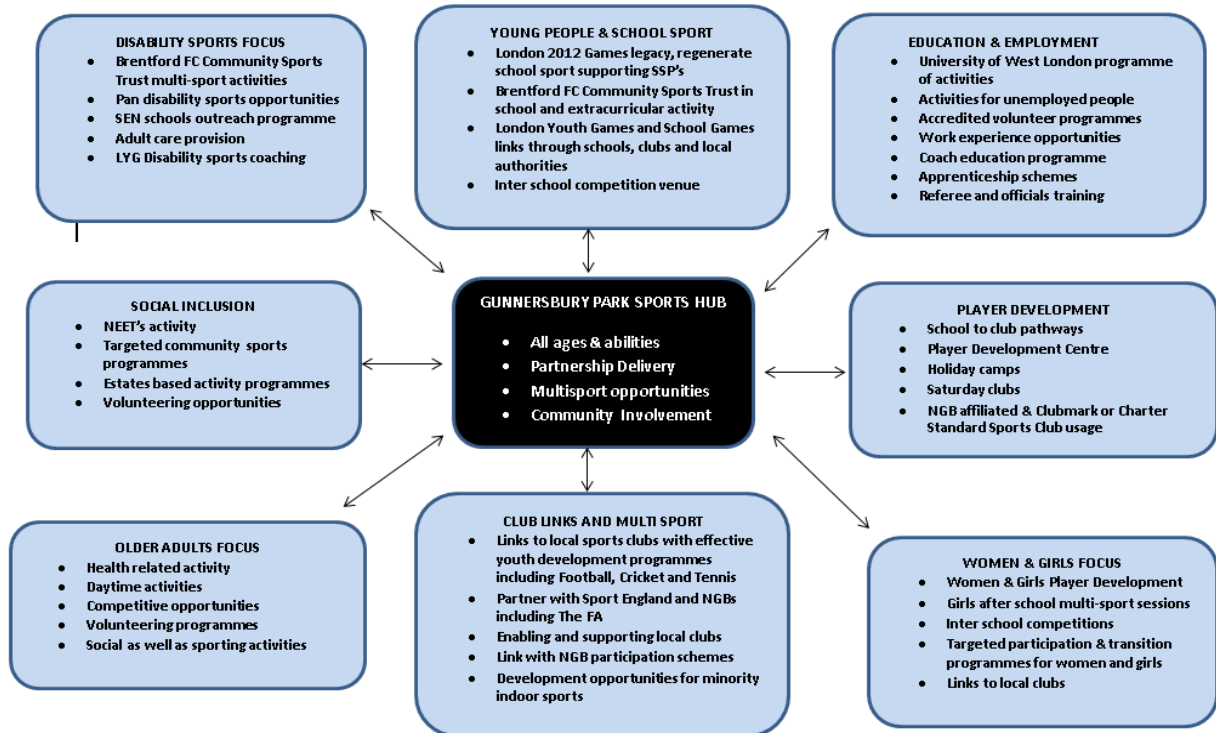 DISABILITY SPORTS FOCUS
• Brentford FC Community Sports
Trust multi-sport activities
• Pan disability sports opportunities
• SEN schools outreach programme
• Adult care provision
• LYG Disability sports coaching
YOUNG PEOPLE & SCHOOL SPORT
• London 2012 Games legacy, regenerate
school sport supporting SSP's
• Brentford FC Community Sports Trust in
school and extracurricular activity
• London Youth Games and School Games
links through schools, clubs and local
authorities
• Inter school competition venue
EDUCATION & EMPLOYMENT
• University of West London programme
of activities
• Activities for unemployed people
• Accredited volunteer programmes
• Work experience opportunities
• Coach education programme
• Apprenticeship schemes
• Referee and officials training
SOCIAL INCLUSION
• NEET's activity
• Targeted community sports
programmes
• Estates based activity programmes
• Volunteering opportunities
GUNNERSBURY PARK SPORTS HUB
• All ages & abilities
• Partnership Delivery
• Multisport opportunities
• Community Involvement
PLAYER DEVELOPMENT
• School to club pathways
• Player Development Centre
• Holiday camps
• Saturday clubs
• NGB affiliated & Clubmark or Charter
Standard Sports Club usage
OLDER ADULTS FOCUS
• Health related activity
• Daytime activities
• Competitive opportunities
• Volunteering programmes
• Social as well as sporting activities
CLUB LINKS AND MULTI SPORT
• Links to local sports clubs with effective
youth development programmes
including Football, Cricket and Tennis
• Partner with Sport England and NGBs
including The FA
• Enabling and supporting local clubs
• Link with NGB participation schemes
• Development opportunities for minority
indoor sports
WOMEN & GIRLS FOCUS
• Women & Girls Player Development
• Girls after school multi-sport sessions
• Inter school competitions
• Targeted participation & transition
programmes for women and girls
• Links to local clubs